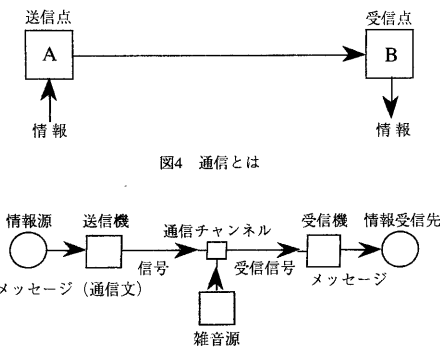 送信点 受信点
A B
情報 情報
図4 通信とは
情報源 送信機 通信チャンネル 受信機 情報受信先
信号 受信信号
メッセージ（通信文） メッセージ
雑音源